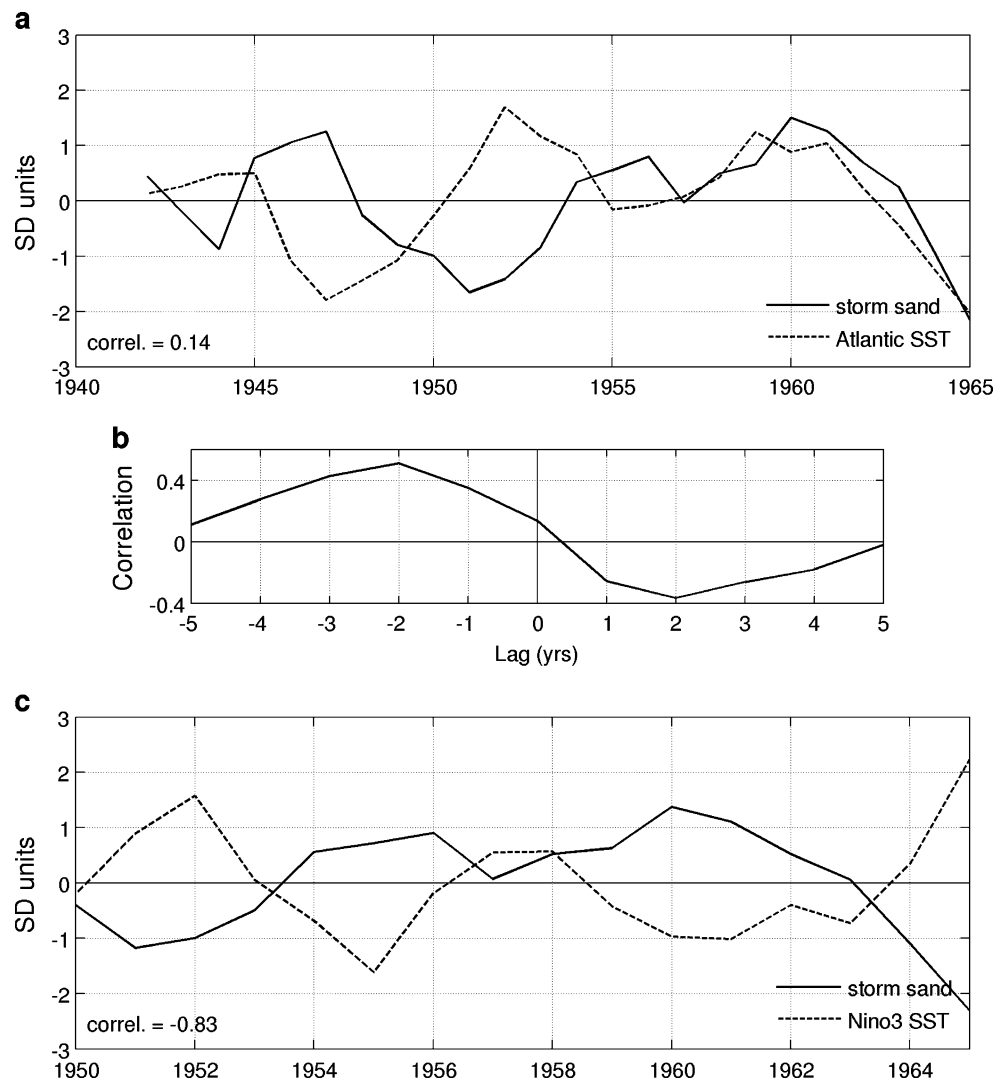 a
3
2
1
0
-1
-2
-3
SD units
storm sand
Atlantic SST
correl. = 0.14
1940 1945 1950 1955 1960 1965
b
0.4
0
-0.4
Correlation
-5 -4 -3 -2 -1 0 1 2 3 4 5
Lag (yrs)
c
3
2
1
0
-1
-2
-3
SD units
storm sand
Nino3 SST
correl. = -0.83
1950 1952 1954 1956 1958 1960 1962 1964